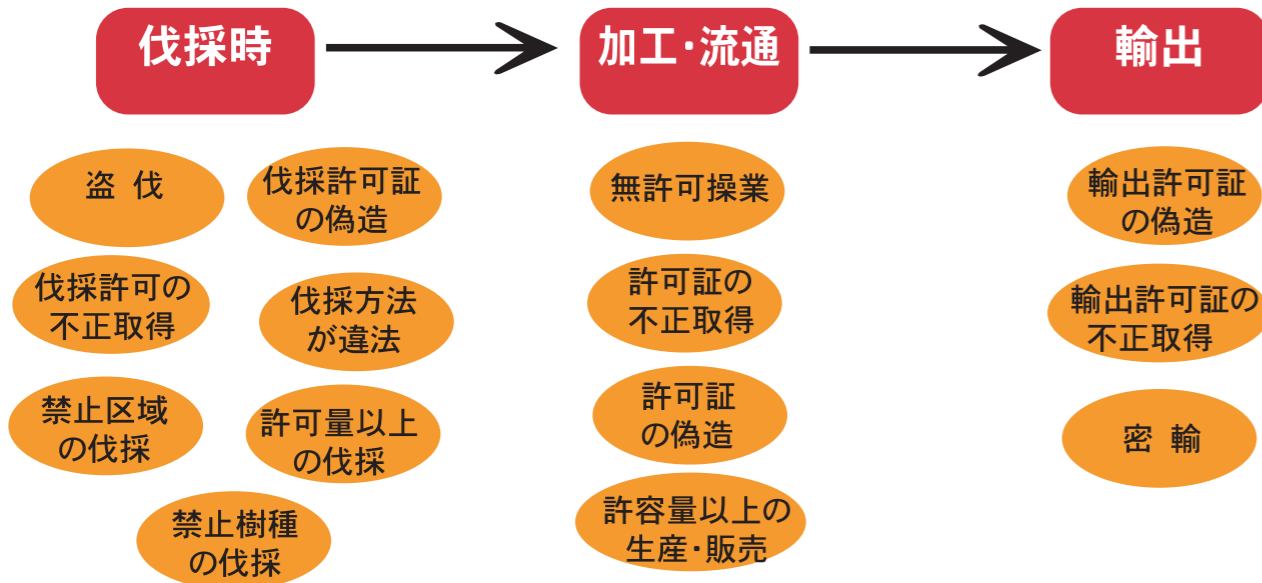 伐採時
加工・流通
輸出
盗 伐
伐採許可証
の偽造
伐採許可の
不正取得
伐採方法
が違法
禁止区域
の伐採
許可量以上
の伐採
禁止樹種
の伐採
無許可操業
許可証の
不正取得
許可証
の偽造
許容量以上の
生産・販売
輸出許可証
の偽造
輸出許可証の
不正取得
密 輸